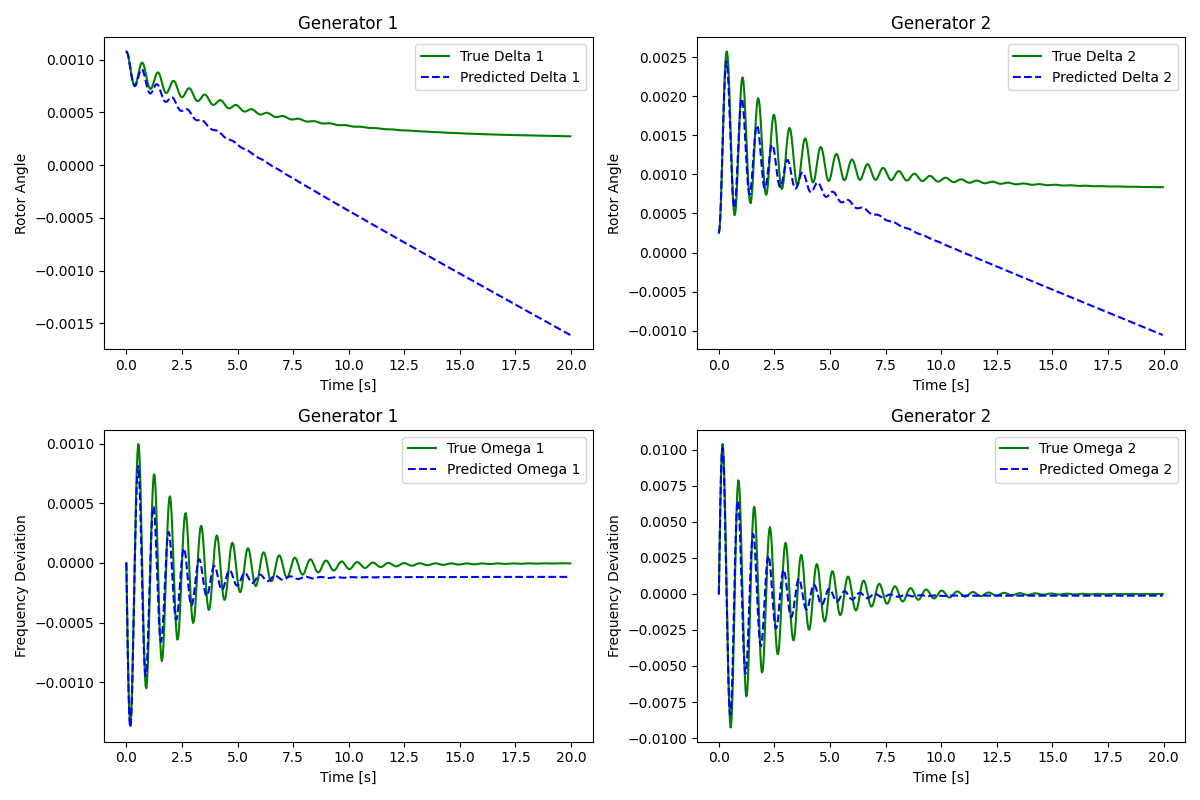 Generator 1
True Delta 1
Predicted Delta 1
Rotor Angle
0.0010
0.0005
0.0000
−0.0005
−0.0010
−0.0015
0.0 2.5 5.0 7.5 10.0 12.5 15.0 17.5 20.0
Time [s]
Generator 2
True Delta 2
Predicted Delta 2
Rotor Angle
0.0025
0.0020
0.0015
0.0010
0.0005
0.0000
−0.0005
−0.0010
0.0 2.5 5.0 7.5 10.0 12.5 15.0 17.5 20.0
Time [s]
Generator 1
True Omega 1
Predicted Omega 1
Frequency Deviation
0.0010
0.0005
0.0000
−0.0005
−0.0010
0.0 2.5 5.0 7.5 10.0 12.5 15.0 17.5 20.0
Time [s]
Generator 2
True Omega 2
Predicted Omega 2
Frequency Deviation
0.0100
0.0075
0.0050
0.0025
0.0000
−0.0025
−0.0050
−0.0075
−0.0100
0.0 2.5 5.0 7.5 10.0 12.5 15.0 17.5 20.0
Time [s]